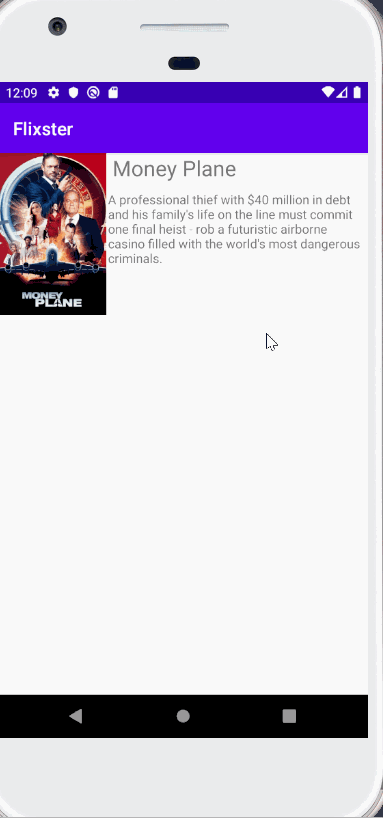 12:09
Flixster
Money Plane
A professional thief with $40 million in debt
and his family's life on the line must commit
one final heist - rob a futuristic airborne
casino filled with the world's most dangerous
criminals.
MONEY
PLANE